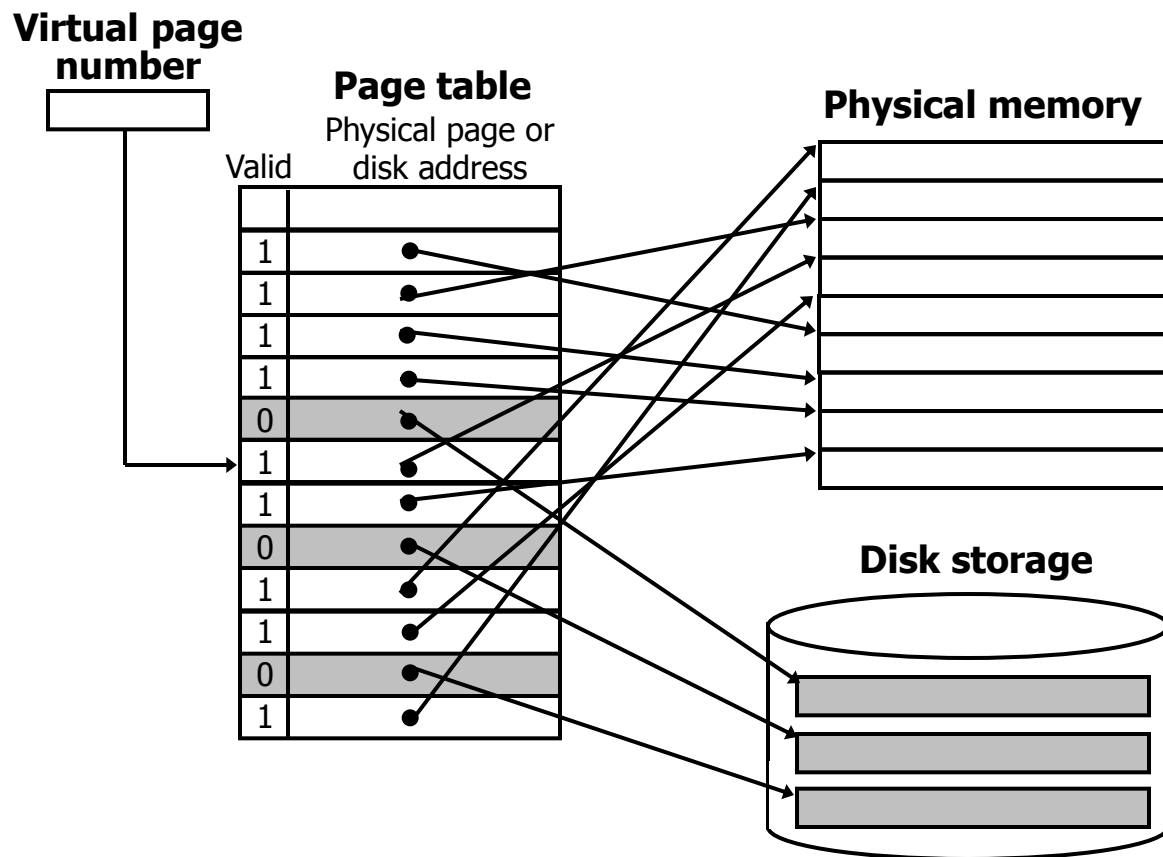 Virtual page
number
Page table
Physical page or
disk address
Valid
1
1
1
1
0
1
1
0
1
1
0
1
Physical memory
Disk storage